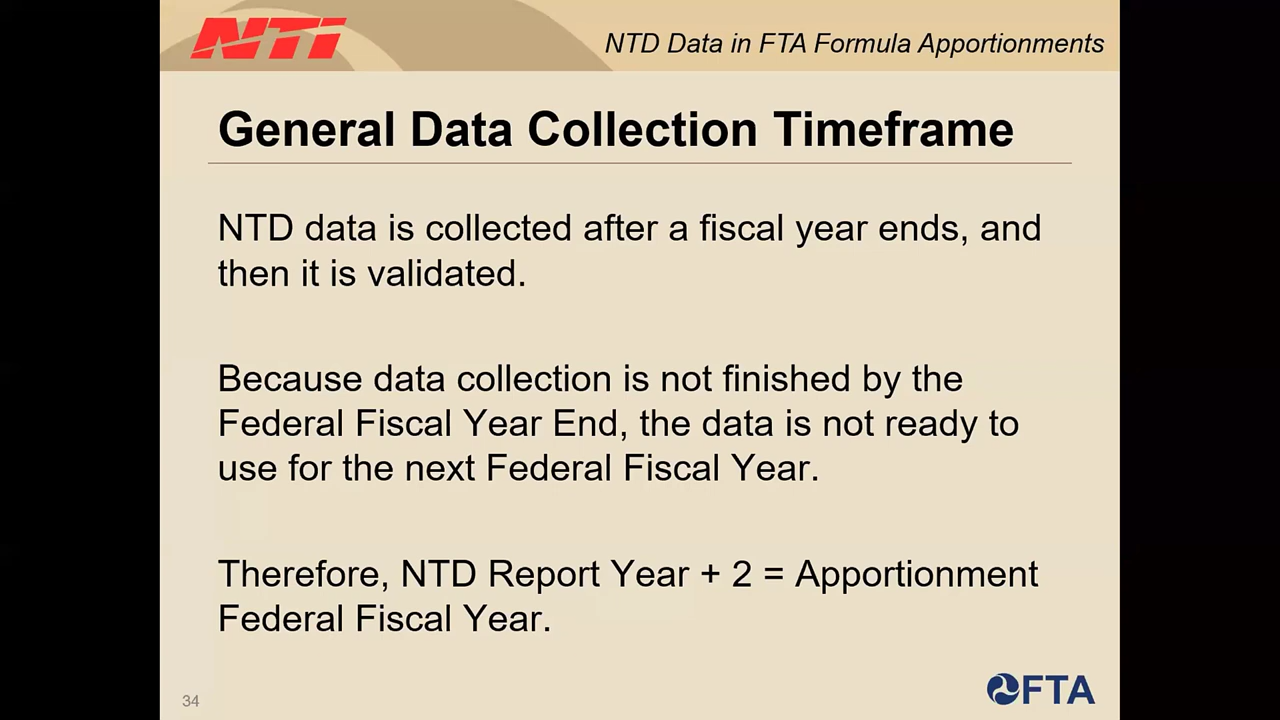 NTI
NTD Data in FTA Formula Apportionments
General Data Collection Timeframe
NTD data is collected after a fiscal year ends, and
then it is validated.
Because data collection is not finished by the
Federal Fiscal Year End, the data is not ready to
use for the next Federal Fiscal Year.
Therefore, NTD Report Year + 2 = Apportionment
Federal Fiscal Year.
34
FTA